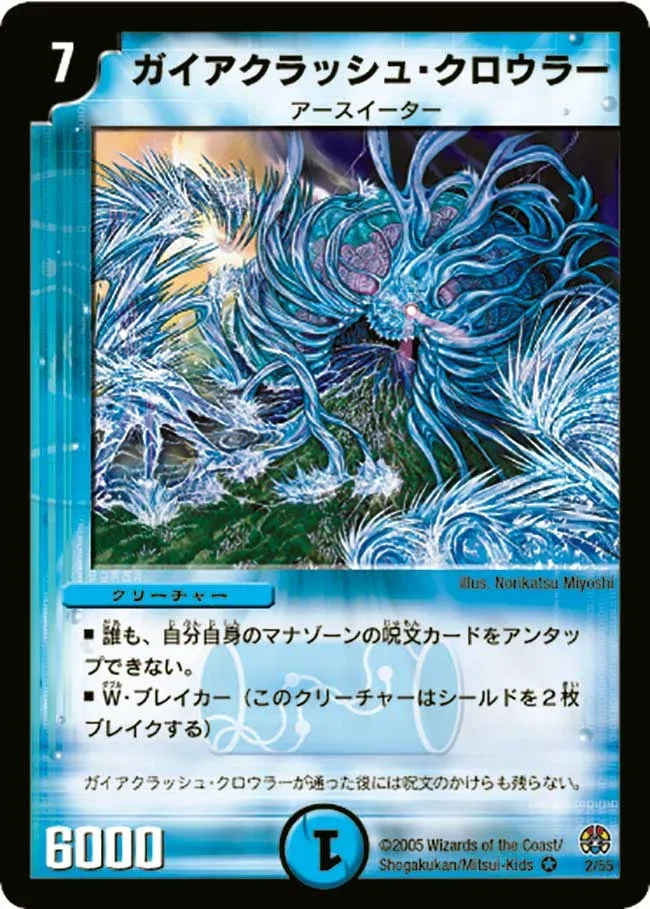 7
ガイアクラッシュ・クロウラー
アースイーター
illus. Norikatsu Miyoshi
クリーチャー
■ 誰も、自分自身のマナゾーンの呪文カードをアンタッ
プできない。
■ W・ブレイカー（このクリーチャーはシールドを2枚
ブレイクする）
ガイアクラッシュ・クロウラーが通った後には呪文のかけらも残らない。
6000
1
©2005 Wizards of the Coast/
Shogakukan/Mitsui-Kids ✪
2/55